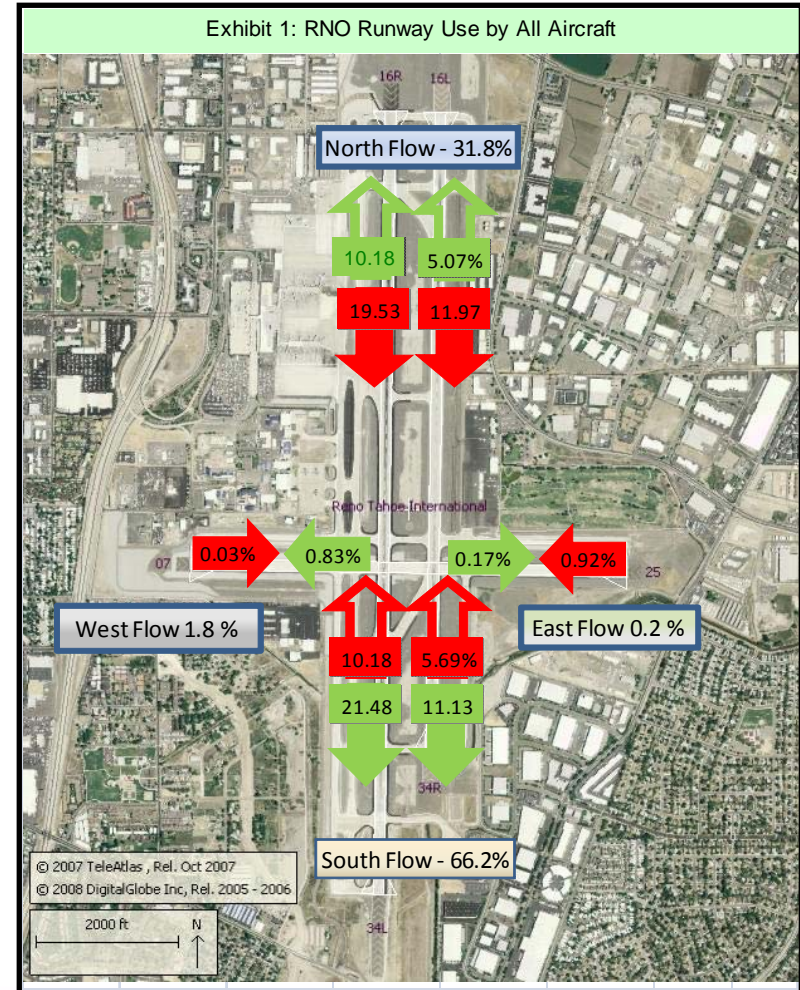 Exhibit 1: RNO Runway Use by All Aircraft
16R 16L
North Flow - 31.8%
10.18 5.07%
19.53 11.97
Reno Tahoe International
07 0.03% 0.83% 0.17% 0.92% 25
West Flow 1.8 % East Flow 0.2 %
10.18 5.69%
21.48 11.13
34R
South Flow - 66.2%
© 2007 TeleAtlas , Rel. Oct 2007
© 2008 DigitalGlobe Inc, Rel. 2005 - 2006
2000 ft N
34L